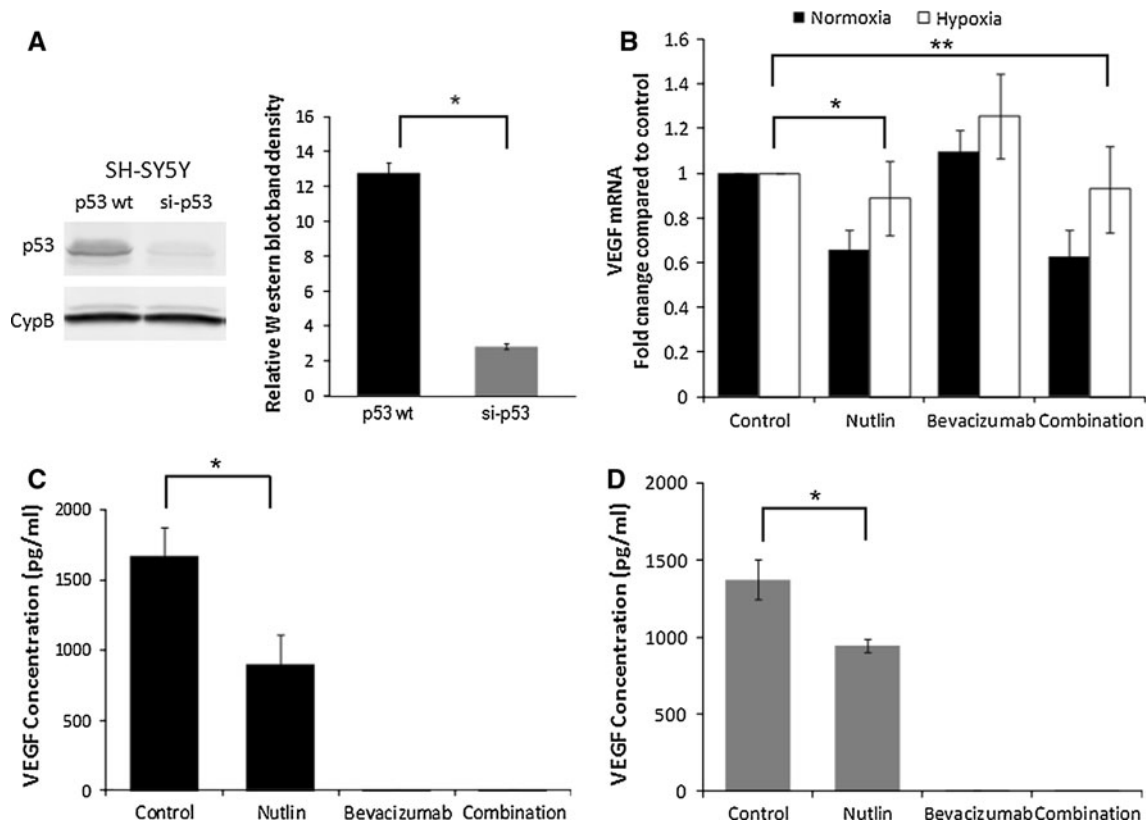 A
SH-SY5Y
p53 wt si-p53
p53
CypB
Relative Western blot band density
16
14
12
10
8
6
4
2
0
*
p53 wt si-p53
B
Normoxia Hypoxia
VEGF mRNA
Fold change compared to control
1.6
1.4
1.2
1
0.8
0.6
0.4
0.2
0
**
*
Control Nutlin Bevacizumab Combination
C
VEGF Concentration (pg/ml)
2000
1500
1000
500
0
*
Control Nutlin Bevacizumab Combination
D
VEGF Concentration (pg/ml)
2000
1500
1000
500
0
*
Control Nutlin Bevacizumab Combination